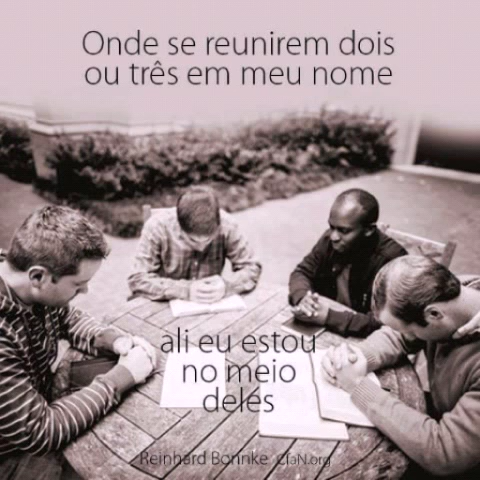 Onde se reunirem dois
ou três em meu nome
ali eu estou
no meio
deles
Reinhard Bonnke CfaN.org